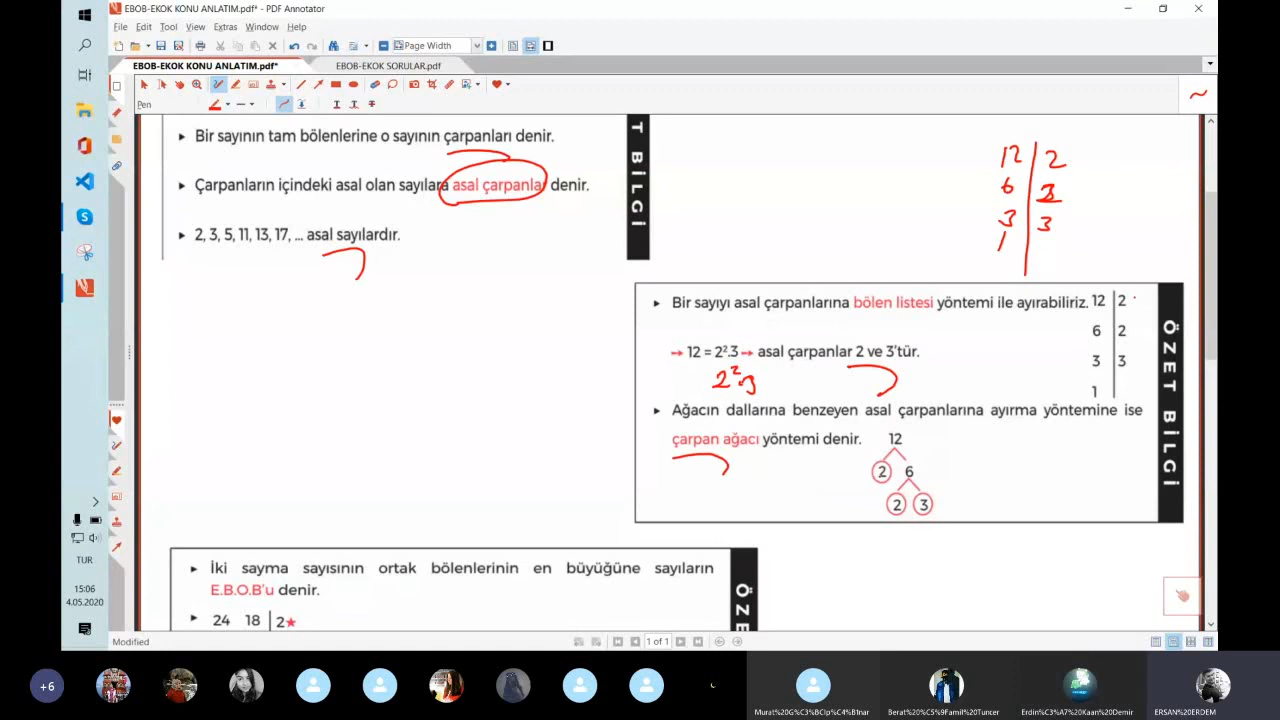 EBOB-EKOK KONU ANLATIM.pdf* - PDF Annotator
File Edit Tool View Extras Window Help
Page Width
EBOB-EKOK KONU ANLATIM.pdf* EBOB-EKOK SORULAR.pdf
Pen
Bir sayının tam bölenlerine o sayının çarpanları denir.
Çarpanların içindeki asal olan sayılara asal çarpanlar denir.
2, 3, 5, 11, 13, 17, ... asal sayılardır.
T BİLGİ
12 2
6 3
3 3
1
Bir sayıyı asal çarpanlarına bölen listesi yöntemi ile ayırabiliriz. 12 2
6 2
→ 12 = 2².3 → asal çarpanlar 2 ve 3'tür.
3 3
2².3
1
Ağacın dallarına benzeyen asal çarpanlarına ayırma yöntemine ise
çarpan ağacı yöntemi denir. 12
2 6
2 3
ÖZET BİLGİ
İki sayma sayısının ortak bölenlerinin en büyüğüne sayıların
E.B.O.B'u denir.
24 18 2★
ÖZE
TUR
15:06
4.05.2020
Modified
1 of 1
+6
Murat%20G%C3%BClp%C4%B1nar
Berat%20%C5%9Famil%20Tuncer
Erdin%C3%A7%20Kaan%20Demir
ERSAN%20ERDEM